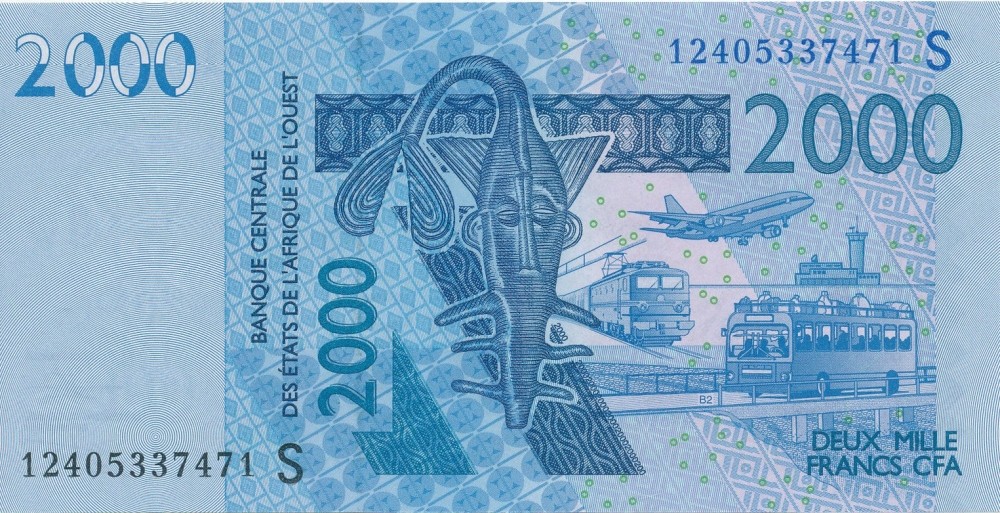 2000
12405337471 S
2000
BANQUE CENTRALE
DES ÉTATS DE L'AFRIQUE DE L'OUEST
2000
B2
DEUX MILLE
FRANCS CFA
12405337471 S